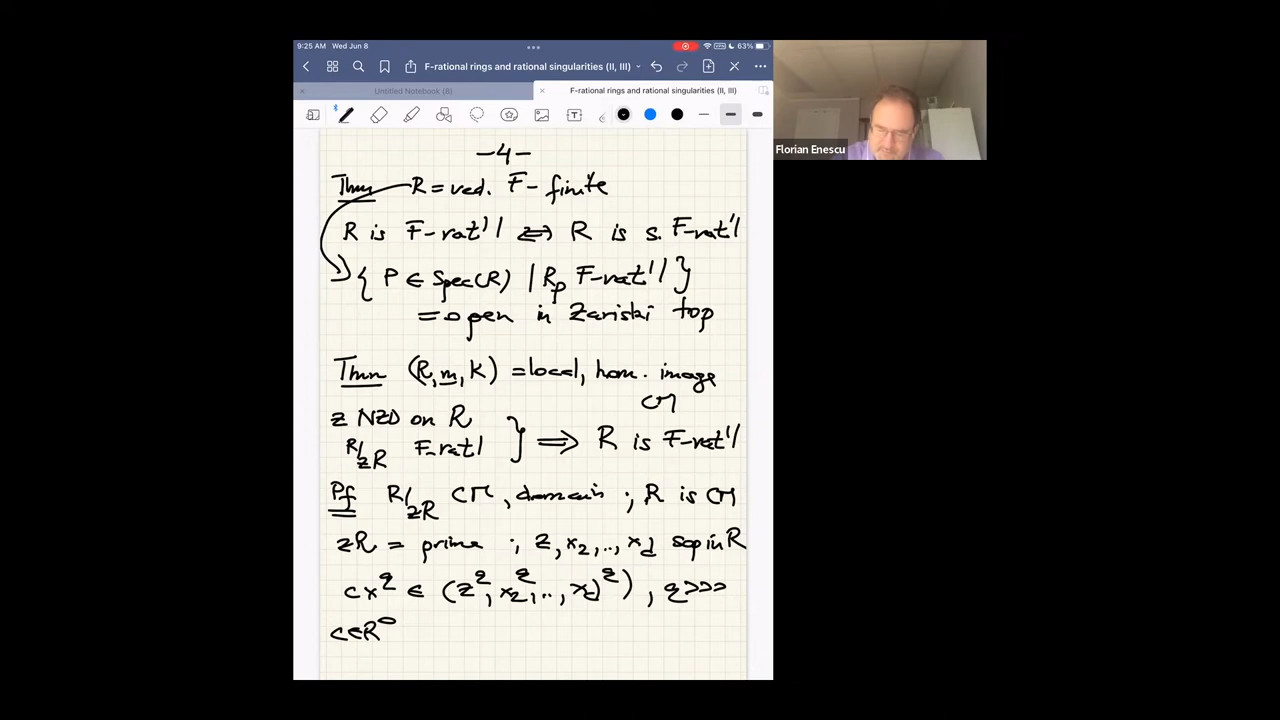 9:25 AM Wed Jun 8
63%
F-rational rings and rational singularities (II, III)
Untitled Notebook (8)
F-rational rings and rational singularities (II, III)
Florian Enescu
-4-
Thm R = red. F-finite
R is F-rat'l ⇔ R is s. F-rat'l
{ P ∈ Spec(R) | R_P F-rat'l }
= open in Zariski top
Thm (R, m, K) = local, hom. image
CM
z NZD on R
R/zR F-rat'l } ⟹ R is F-rat'l
Pf R/zR CM, domain ; R is CM
zR = prime ; z, x_2, .., x_d sop in R
c x^q ∈ (z^q, x_2^q, .., x_d^q) , q>>>
c∈R^o